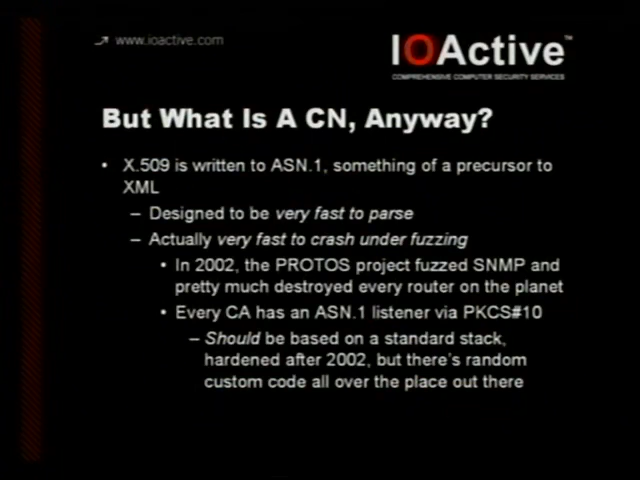 www.ioactive.com
IOActive™
COMPREHENSIVE COMPUTER SECURITY SERVICES
But What Is A CN, Anyway?
• X.509 is written to ASN.1, something of a precursor to
XML
– Designed to be very fast to parse
– Actually very fast to crash under fuzzing
• In 2002, the PROTOS project fuzzed SNMP and
pretty much destroyed every router on the planet
• Every CA has an ASN.1 listener via PKCS#10
– Should be based on a standard stack,
hardened after 2002, but there's random
custom code all over the place out there